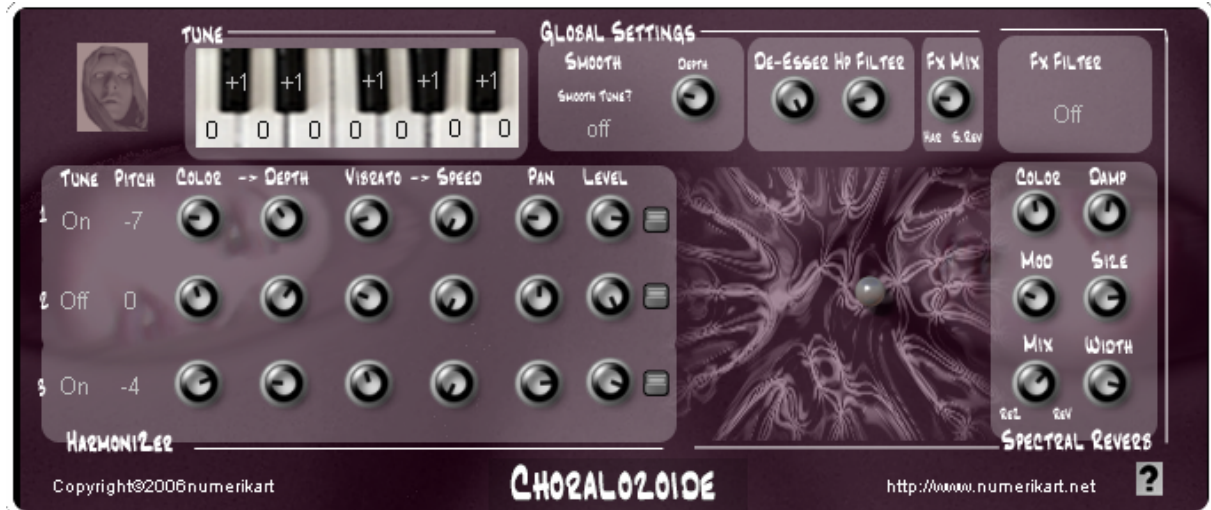 TUNE
GLOBAL SETTINGS
SMOOTH DEPTH
DE-ESSER HP FILTER
FX MIX
FX FILTER
+1 +1 +1 +1 +1
SMOOTH TUNE?
off
Off
0 0 0 0 0 0 0
HAR S.REV
TUNE PITCH COLOR -> DEPTH VIBRATO -> SPEED PAN LEVEL
COLOR DAMP
1 On -7
MOD SIZE
2 Off 0
MIX WIDTH
3 On -4
REZ REV
HARMONIZER
SPECTRAL REVERB
Copyright©2006numerikart
CHORALOZOIDE
http://www.numerikart.net
?